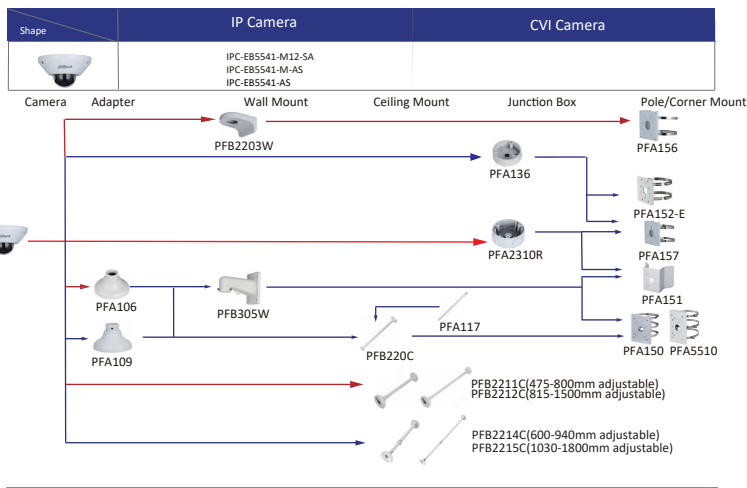 Shape
IP Camera
CVI Camera
IPC-EB5541-M12-SA
IPC-EB5541-M-AS
IPC-EB5541-AS
Camera
Adapter
Wall Mount
Ceiling Mount
Junction Box
Pole/Corner Mount
PFB2203W
PFA156
PFA136
PFA152-E
PFA2310R
PFA157
PFA106
PFB305W
PFA151
PFA117
PFA109
PFB220C
PFA150
PFA5510
PFB2211C(475-800mm adjustable)
PFB2212C(815-1500mm adjustable)
PFB2214C(600-940mm adjustable)
PFB2215C(1030-1800mm adjustable)